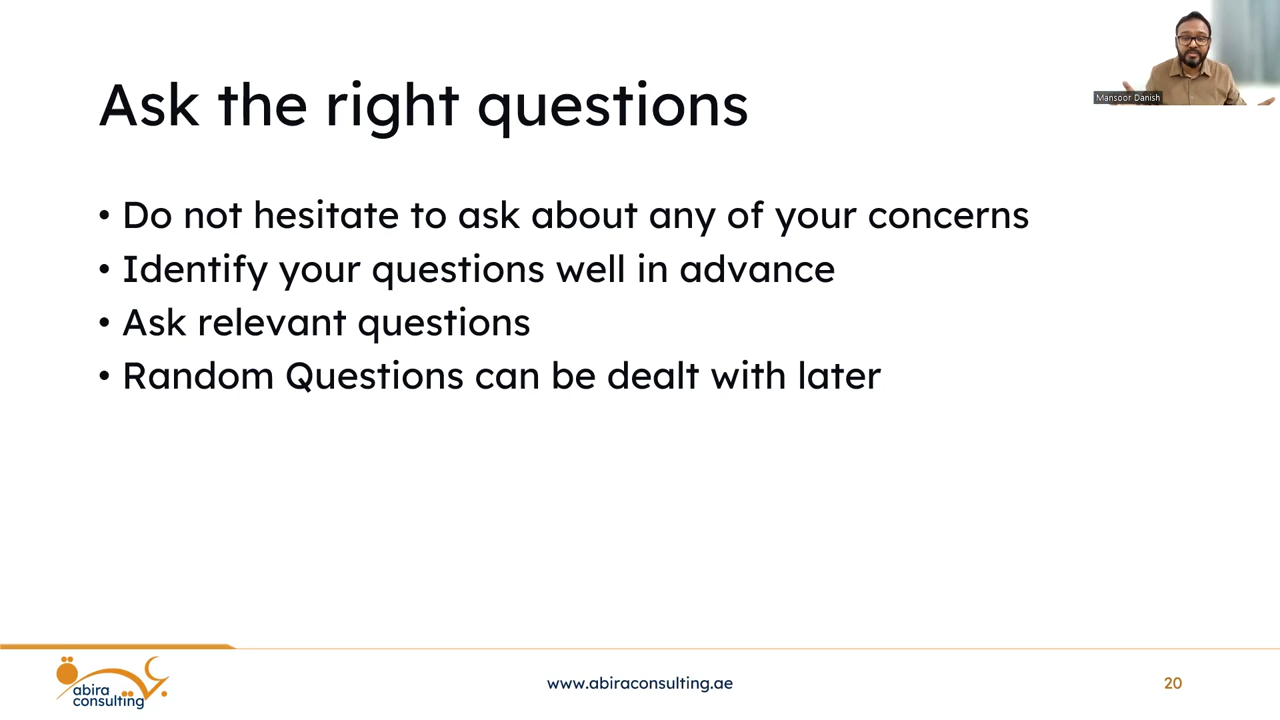 Mansoor Danish
Ask the right questions
• Do not hesitate to ask about any of your concerns
• Identify your questions well in advance
• Ask relevant questions
• Random Questions can be dealt with later
abira
consulting
www.abiraconsulting.ae
20